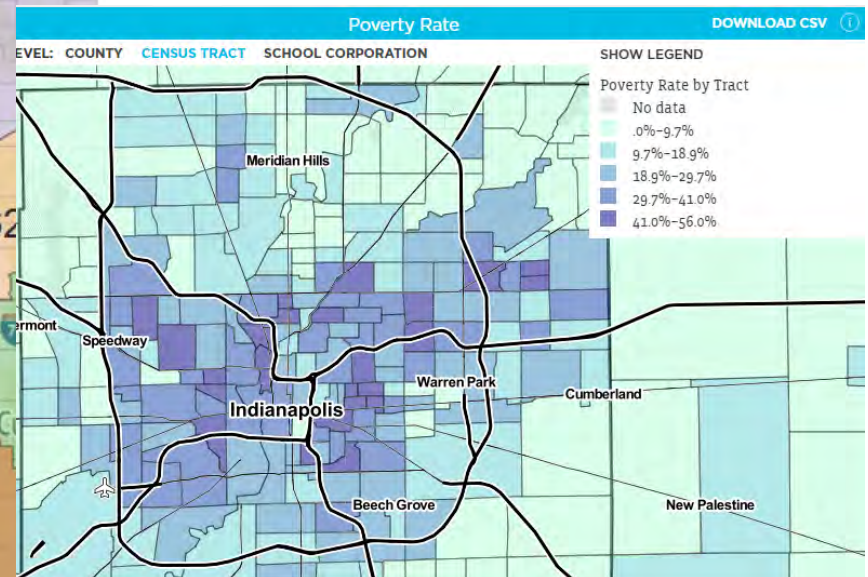 Poverty Rate
DOWNLOAD CSV
EVEL: COUNTY CENSUS TRACT SCHOOL CORPORATION
SHOW LEGEND
Poverty Rate by Tract
No data
.0%-9.7%
9.7%-18.9%
18.9%-29.7%
29.7%-41.0%
41.0%-56.0%
Meridian Hills
ermont
Speedway
Warren Park
Cumberland
Indianapolis
Beech Grove
New Palestine